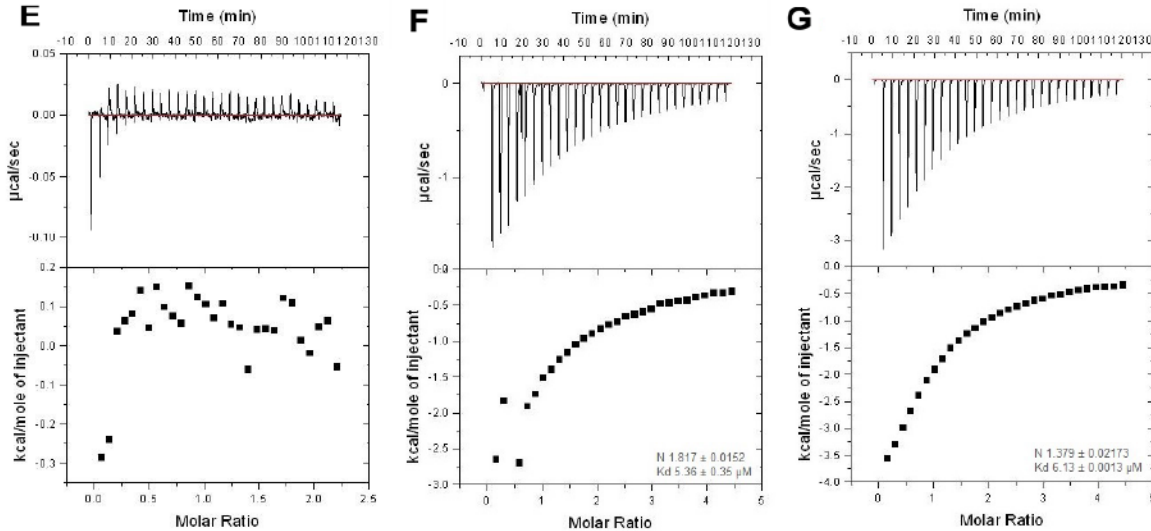 E
Time (min)
-10 0 10 20 30 40 50 60 70 80 90 100 110 120 130
0.05
0.00
-0.05
-0.10
µcal/sec
0.2
0.1
0.0
-0.1
-0.2
-0.3
kcal/mole of injectant
0.0 0.5 1.0 1.5 2.0 2.5
Molar Ratio
F
Time (min)
-10 0 10 20 30 40 50 60 70 80 90 100 110 120 130
0
-1
µcal/sec
0.0
-0.5
-1.0
-1.5
-2.0
-2.5
-3.0
kcal/mole of injectant
N 1.817 ± 0.0152
Kd 5.36 ± 0.35 µM
0 1 2 3 4 5
Molar Ratio
G
Time (min)
-10 0 10 20 30 40 50 60 70 80 90 100 110 120 130
0
-1
-2
-3
µcal/sec
0.0
-0.5
-1.0
-1.5
-2.0
-2.5
-3.0
-3.5
-4.0
kcal/mole of injectant
N 1.379 ± 0.02173
Kd 6.13 ± 0.0013 µM
0 1 2 3 4 5
Molar Ratio